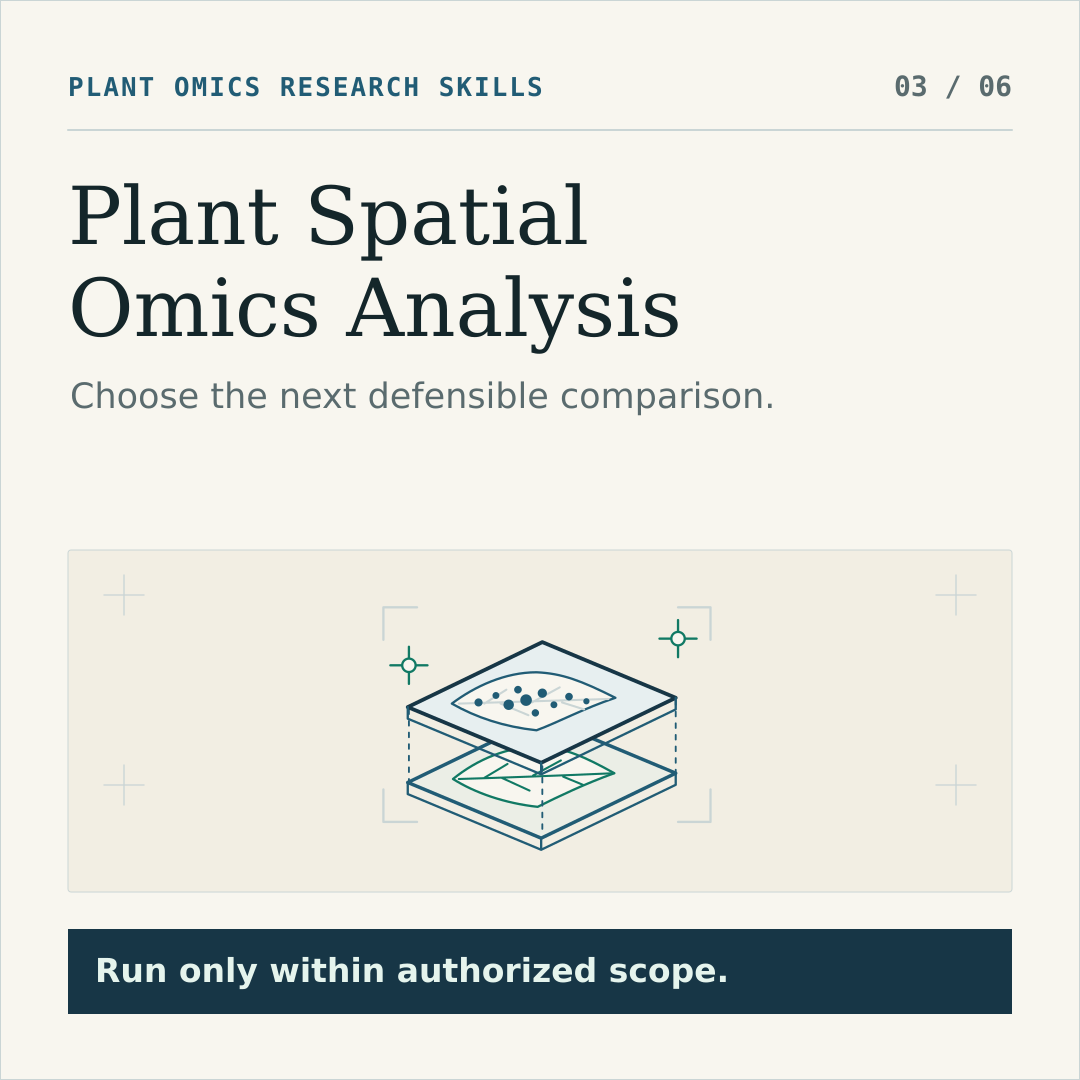 PLANT OMICS RESEARCH SKILLS
03 / 06
Plant Spatial
Omics Analysis
Choose the next defensible comparison.
Run only within authorized scope.